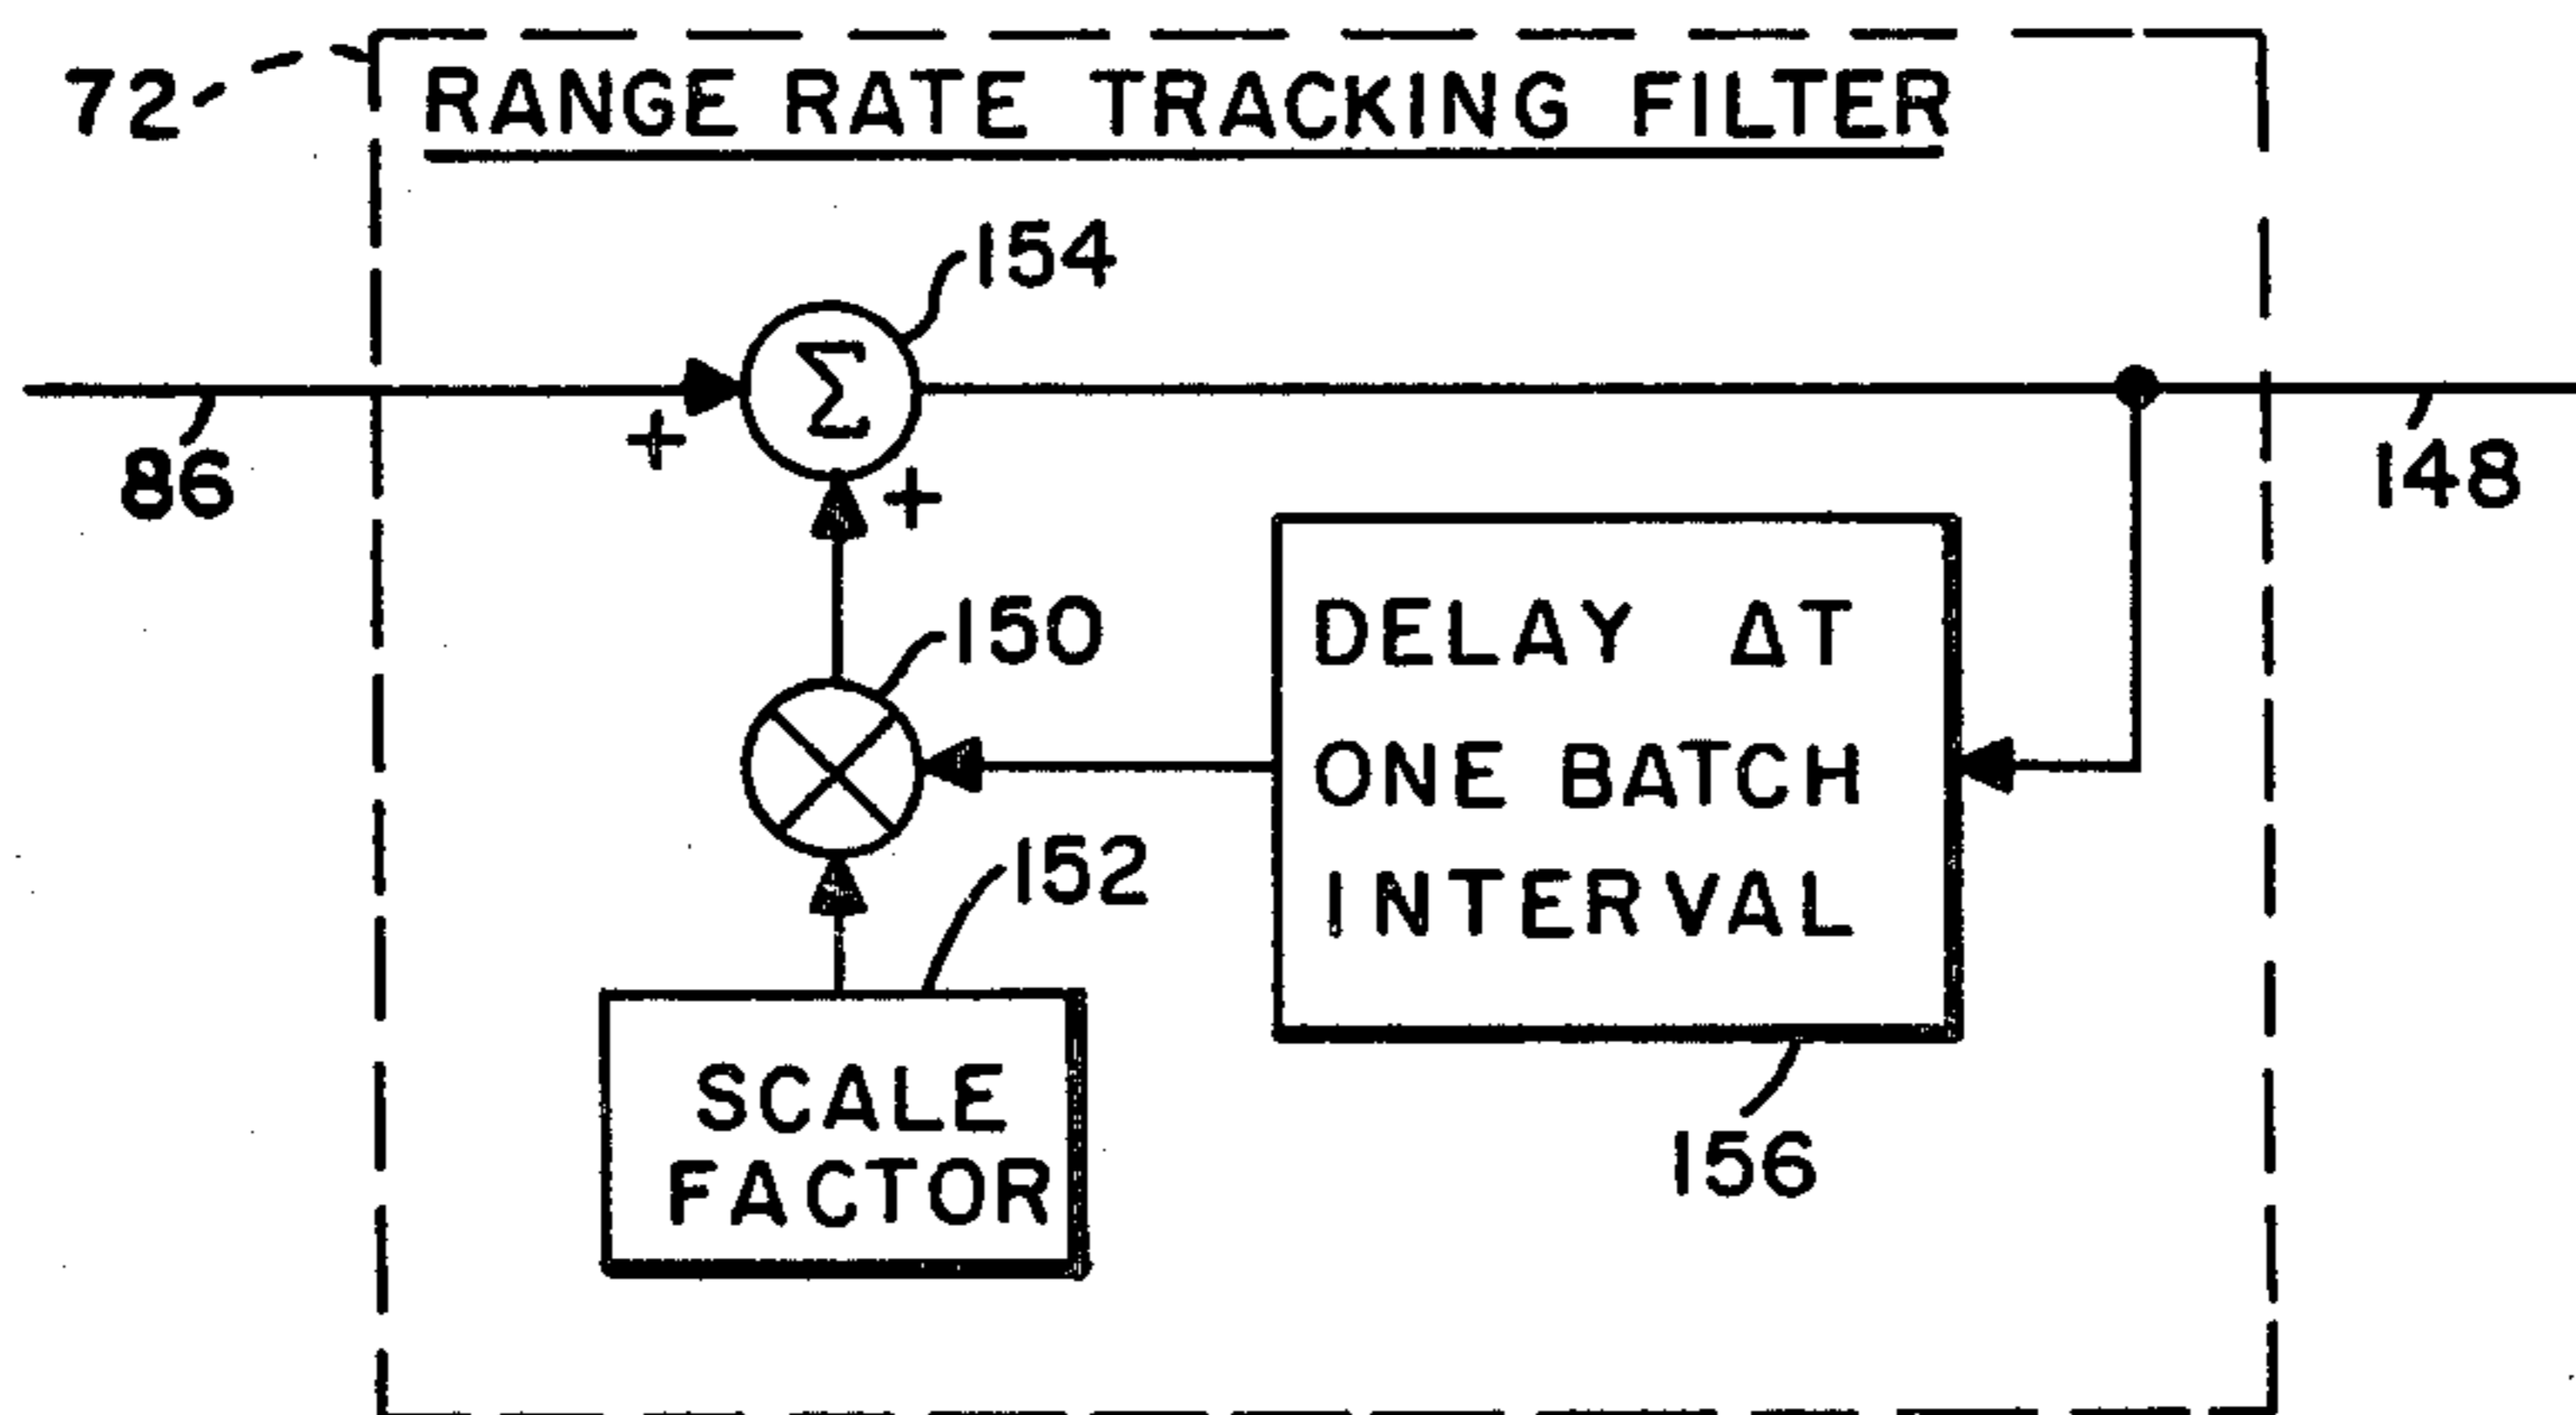 72
RANGE RATE TRACKING FILTER
154
Σ
+
+
86
148
150
DELAY ΔT
ONE BATCH
INTERVAL
152
SCALE
FACTOR
156